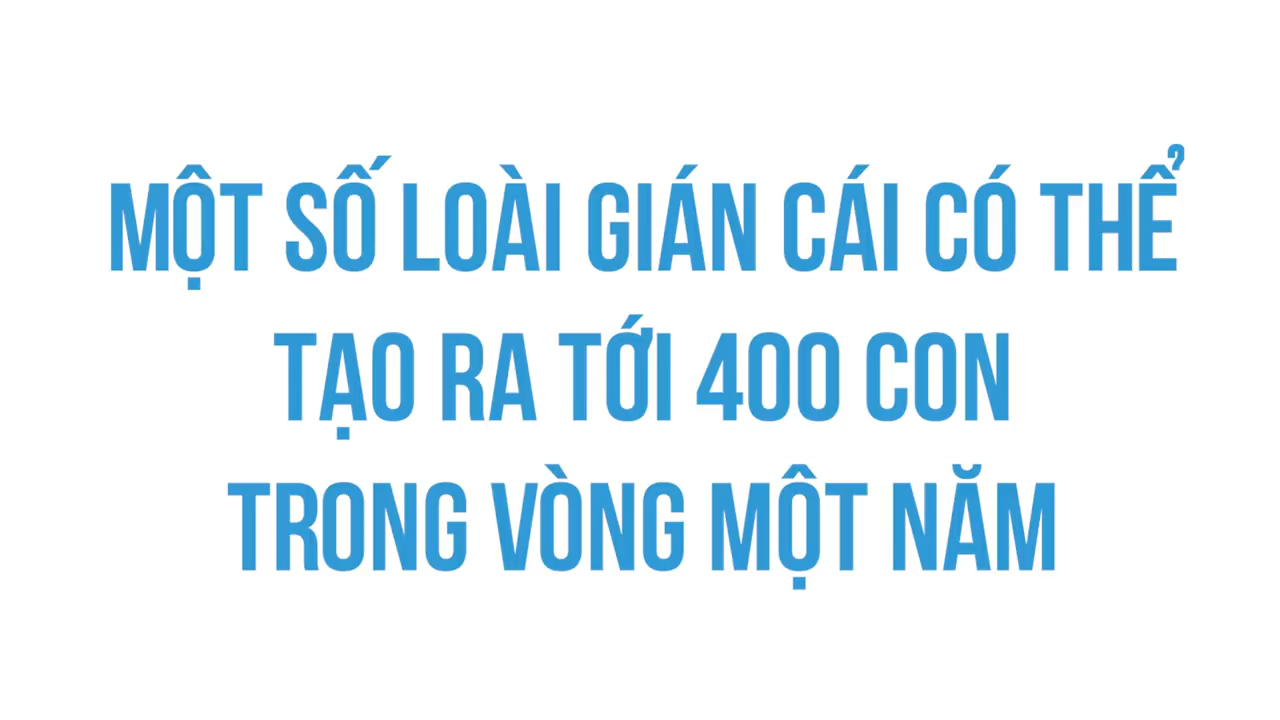 MỘT SỐ LOÀI GIÁN CÁI CÓ THỂ
TẠO RA TỚI 400 CON
TRONG VÒNG MỘT NĂM